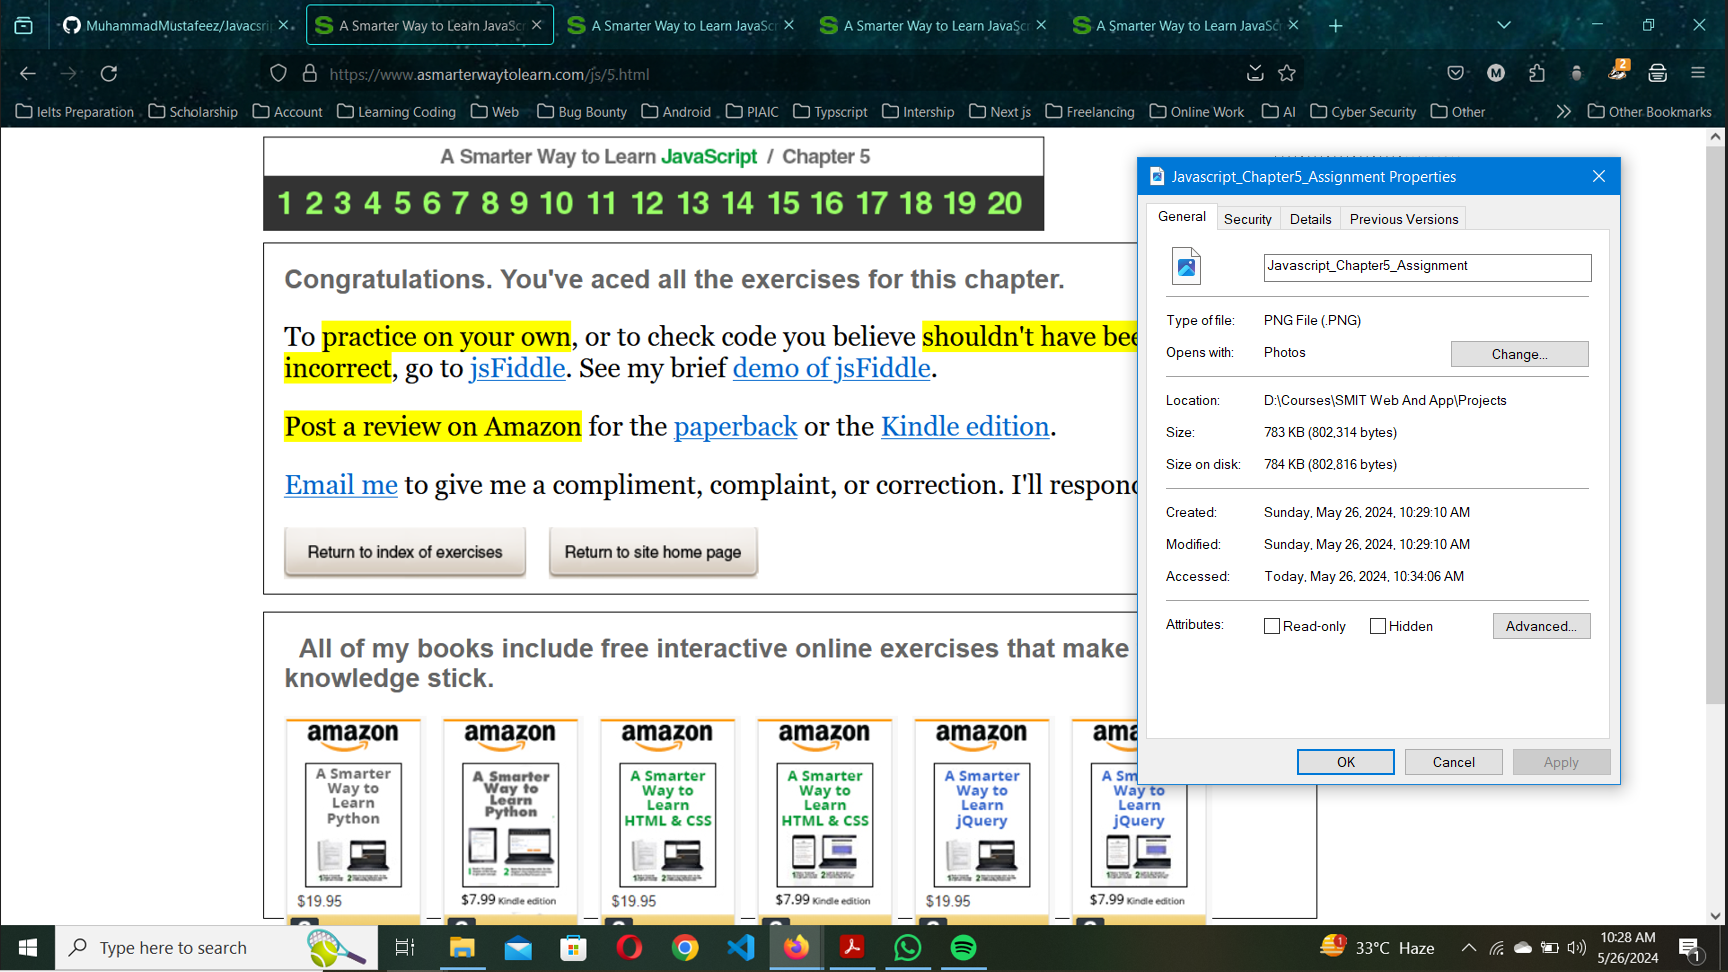 MuhammadMustafeez/Javacsri
A Smarter Way to Learn JavaScr
A Smarter Way to Learn JavaScr
A Smarter Way to Learn JavaScr
A Smarter Way to Learn JavaScr
https://www.asmarterwaytolearn.com/js/5.html
M
2
Ielts Preparation
Scholarship
Account
Learning Coding
Web
Bug Bounty
Android
PIAIC
Typscript
Intership
Next js
Freelancing
Online Work
AI
Cyber Security
Other
Other Bookmarks
A Smarter Way to Learn JavaScript / Chapter 5
1 2 3 4 5 6 7 8 9 10 11 12 13 14 15 16 17 18 19 20
Congratulations. You've aced all the exercises for this chapter.
To practice on your own, or to check code you believe shouldn't have bee
incorrect, go to jsFiddle. See my brief demo of jsFiddle.
Post a review on Amazon for the paperback or the Kindle edition.
Email me to give me a compliment, complaint, or correction. I'll respond
Return to index of exercises
Return to site home page
All of my books include free interactive online exercises that make
knowledge stick.
amazon
A Smarter
Way to
Learn
Python
$19.95
amazon
A Smarter
Way to
Learn
Python
$7.99 Kindle edition
amazon
A Smarter
Way to
Learn
HTML & CSS
$19.95
amazon
A Smarter
Way to
Learn
HTML & CSS
$7.99 Kindle edition
amazon
A Smarter
Way to
Learn
jQuery
$19.95
ama
A Sm
Way to
Learn
jQuery
$7.99 Kindle edition
Javascript_Chapter5_Assignment Properties
General
Security
Details
Previous Versions
Javascript_Chapter5_Assignment
Type of file: PNG File (.PNG)
Opens with: Photos
Change...
Location: D:\Courses\SMIT Web And App\Projects
Size: 783 KB (802,314 bytes)
Size on disk: 784 KB (802,816 bytes)
Created: Sunday, May 26, 2024, 10:29:10 AM
Modified: Sunday, May 26, 2024, 10:29:10 AM
Accessed: Today, May 26, 2024, 10:34:06 AM
Attributes: Read-only Hidden
Advanced...
OK
Cancel
Apply
Type here to search
1
33°C Haze
10:28 AM
5/26/2024
1